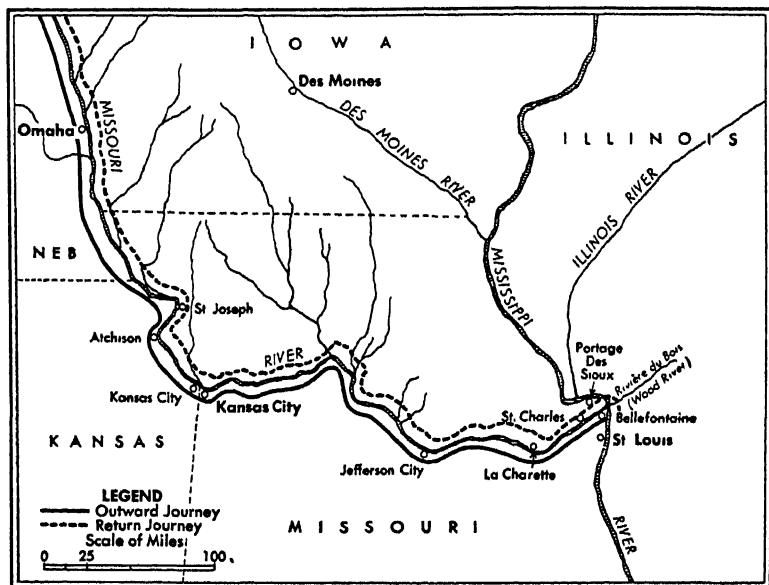 I O W A
Des Moines
DES MOINES RIVER
Omaha
MISSOURI
ILLINOIS
ILLINOIS RIVER
NEB
MISSISSIPPI
St Joseph
Atchison
RIVER
Portage
Des
Sioux
Rivière du Bois
(Wood River)
Kansas City
Kansas City
St. Charles
Bellefontaine
St Louis
KANSAS
Jefferson City
La Charette
LEGEND
Outward Journey
Return Journey
Scale of Miles
0 25 100
MISSOURI
RIVER